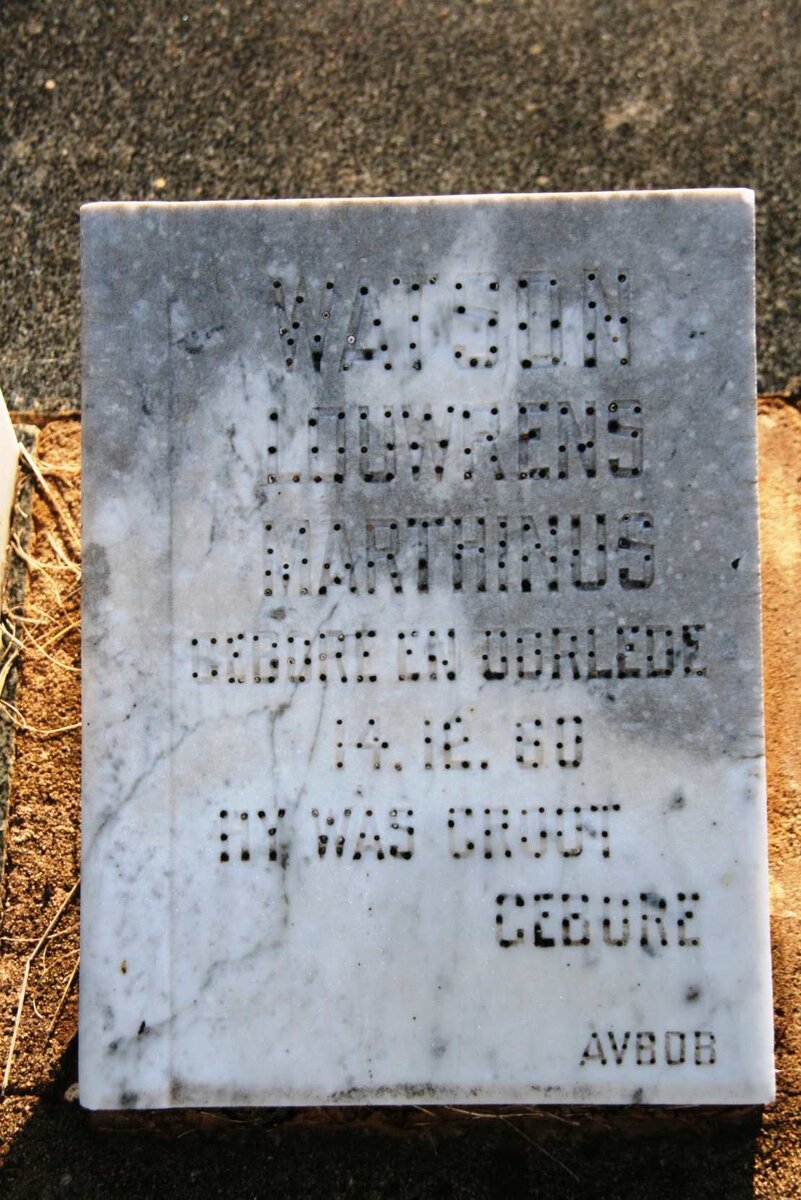 WATSON
LOUWRENS
MARTHINUS
GEBORE EN OORLEDE
14.12.60
HY WAS GROOT
GEBORE
AVBOB